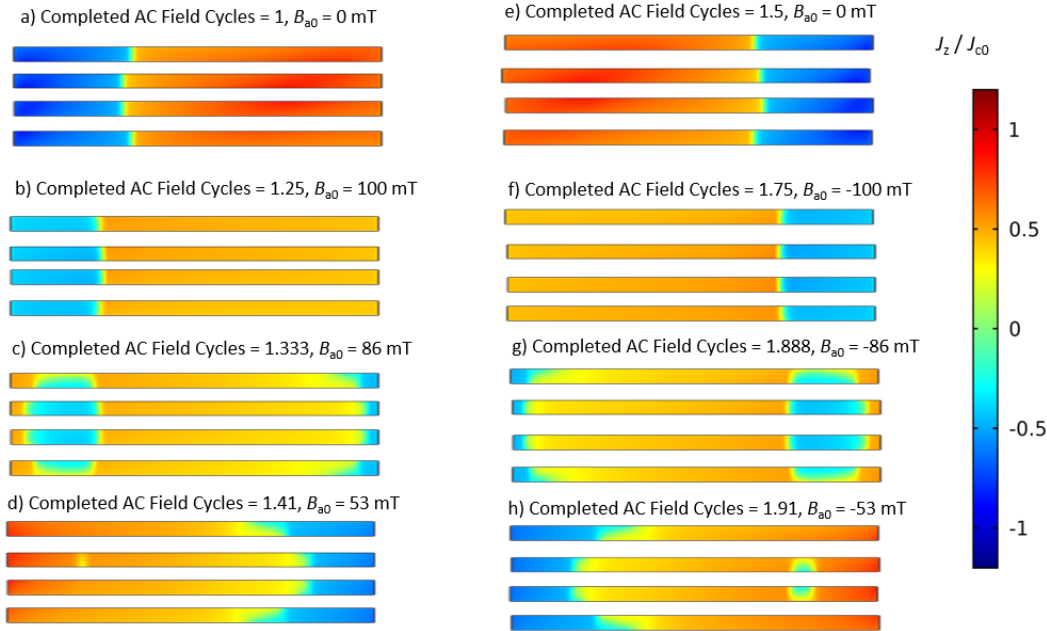 a) Completed AC Field Cycles = 1, Ba0 = 0 mT
b) Completed AC Field Cycles = 1.25, Ba0 = 100 mT
c) Completed AC Field Cycles = 1.333, Ba0 = 86 mT
d) Completed AC Field Cycles = 1.41, Ba0 = 53 mT
e) Completed AC Field Cycles = 1.5, Ba0 = 0 mT
f) Completed AC Field Cycles = 1.75, Ba0 = -100 mT
g) Completed AC Field Cycles = 1.888, Ba0 = -86 mT
h) Completed AC Field Cycles = 1.91, Ba0 = -53 mT
Jz / Jc0
1
0.5
0
-0.5
-1